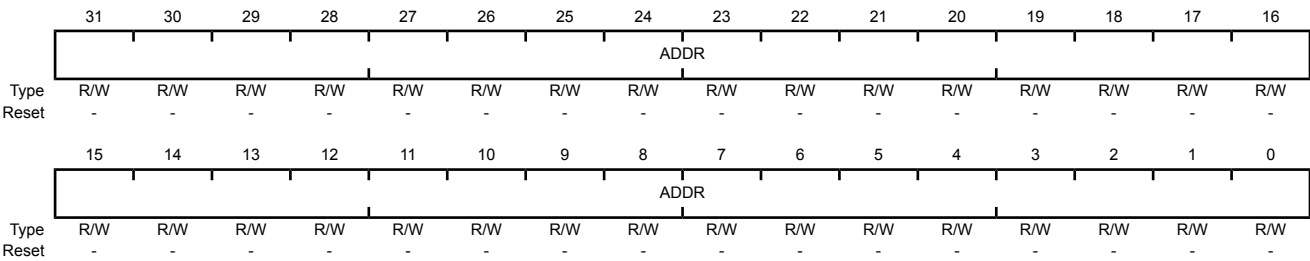 31 30 29 28 27 26 25 24 23 22 21 20 19 18 17 16
ADDR
Type R/W R/W R/W R/W R/W R/W R/W R/W R/W R/W R/W R/W R/W R/W R/W R/W
Reset - - - - - - - - - - - - - - - -
15 14 13 12 11 10 9 8 7 6 5 4 3 2 1 0
ADDR
Type R/W R/W R/W R/W R/W R/W R/W R/W R/W R/W R/W R/W R/W R/W R/W R/W
Reset - - - - - - - - - - - - - - - -